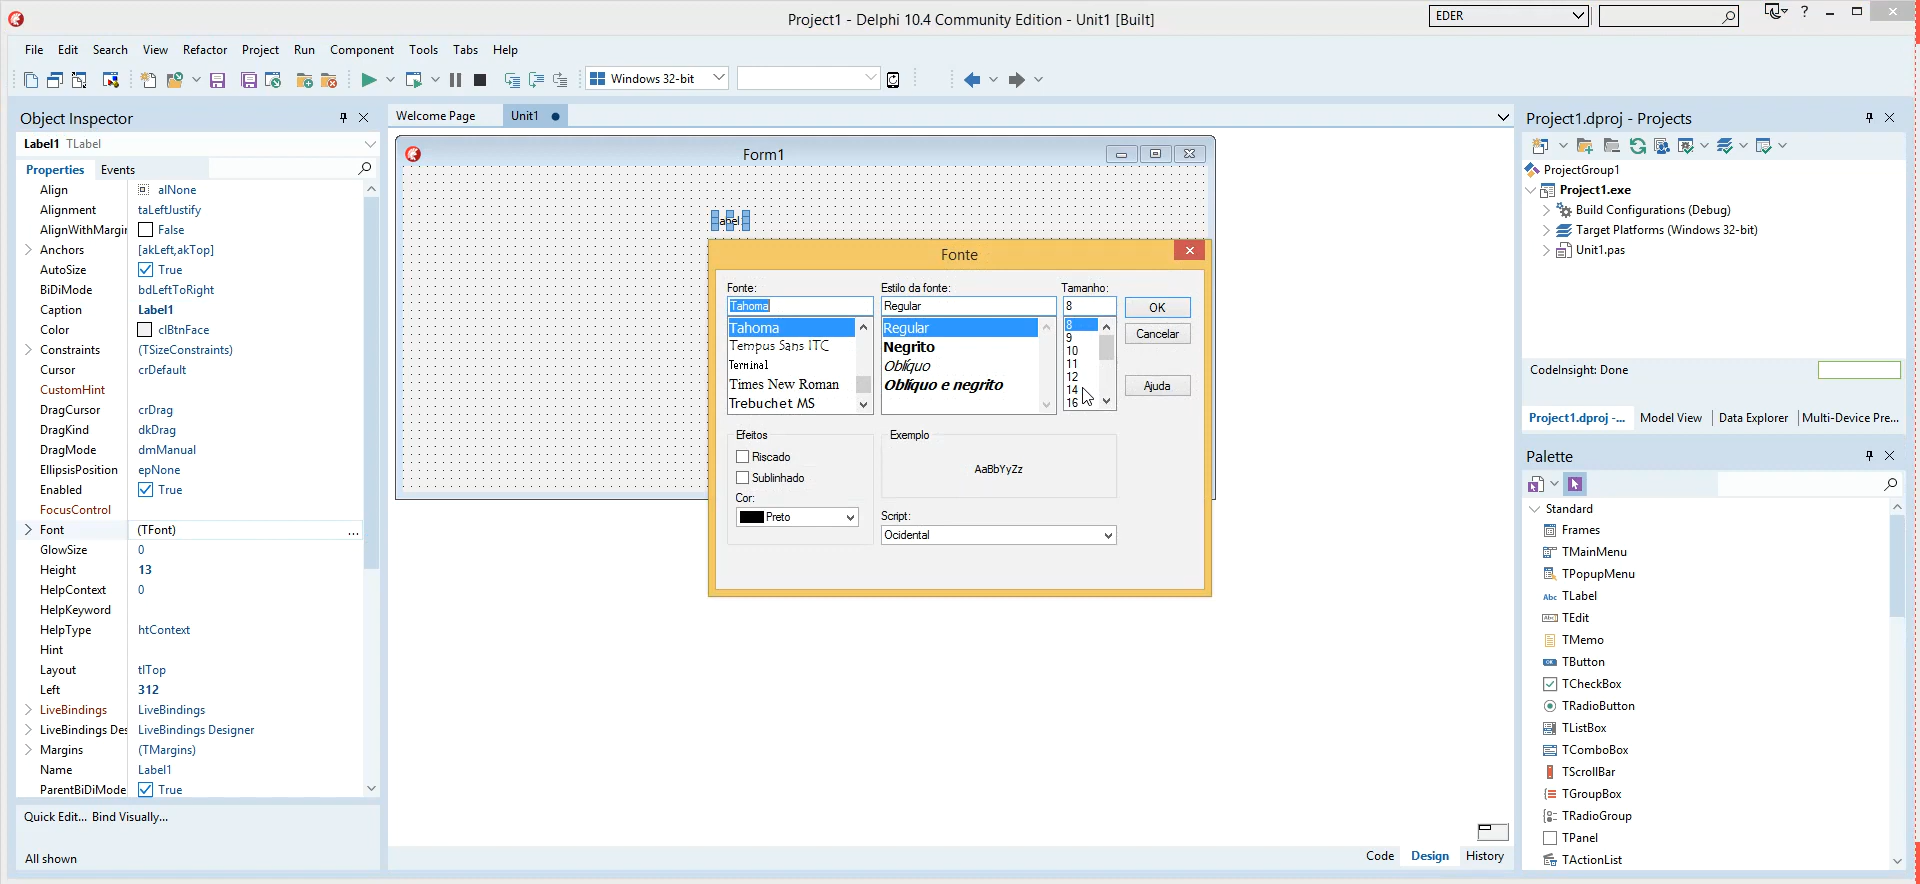 Project1 - Delphi 10.4 Community Edition - Unit1 [Built]
EDER
?
File Edit Search View Refactor Project Run Component Tools Tabs Help
Windows 32-bit
Object Inspector
Label1 TLabel
Properties Events
Align alNone
Alignment taLeftJustify
AlignWithMargir False
Anchors [akLeft,akTop]
AutoSize True
BiDiMode bdLeftToRight
Caption Label1
Color clBtnFace
Constraints (TSizeConstraints)
Cursor crDefault
CustomHint
DragCursor crDrag
DragKind dkDrag
DragMode dmManual
EllipsisPosition epNone
Enabled True
FocusControl
Font (TFont) ...
GlowSize 0
Height 13
HelpContext 0
HelpKeyword
HelpType htContext
Hint
Layout tlTop
Left 312
LiveBindings LiveBindings
LiveBindings Des LiveBindings Designer
Margins (TMargins)
Name Label1
ParentBiDiMode True
Quick Edit... Bind Visually...
All shown
Welcome Page Unit1
Form1
abel
Fonte
Fonte: Estilo da fonte: Tamanho:
Tahoma Regular 8
OK
Cancelar
Ajuda
Tahoma
Tempus Sans ITC
Terminal
Times New Roman
Trebuchet MS
Regular
Negrito
Oblíquo
Oblíquo e negrito
8
9
10
11
12
14
16
Efeitos
Riscado
Sublinhado
Cor:
Preto
Exemplo
AaBbYyZz
Script:
Ocidental
Code Design History
Project1.dproj - Projects
ProjectGroup1
Project1.exe
Build Configurations (Debug)
Target Platforms (Windows 32-bit)
Unit1.pas
CodeInsight: Done
Project1.dproj -... Model View Data Explorer Multi-Device Pre...
Palette
Standard
Frames
TMainMenu
TPopupMenu
TLabel
TEdit
TMemo
TButton
TCheckBox
TRadioButton
TListBox
TComboBox
TScrollBar
TGroupBox
TRadioGroup
TPanel
TActionList